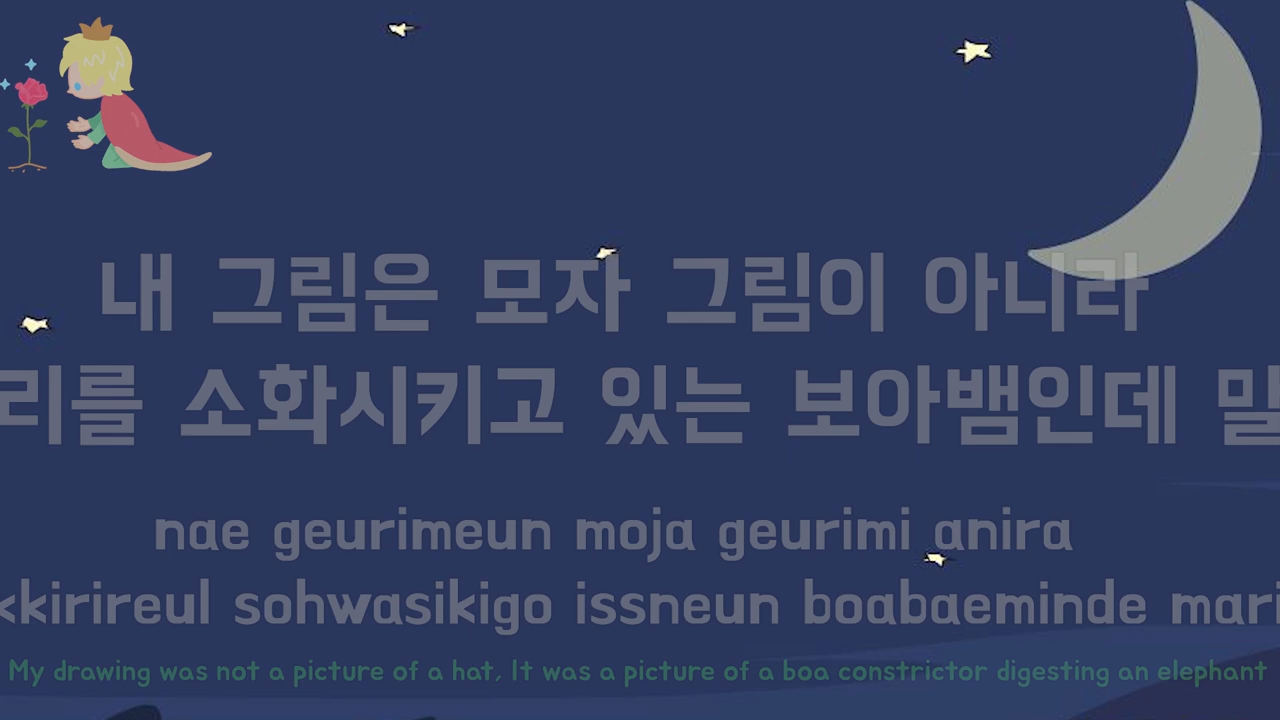 내 그림은 모자 그림이 아니라
리를 소화시키고 있는 보아뱀인데 말
nae geurimeun moja geurimi anira
kkirireul sohwasikigo issneun boabaeminde mari
My drawing was not a picture of a hat, It was a picture of a boa constrictor digesting an elephant